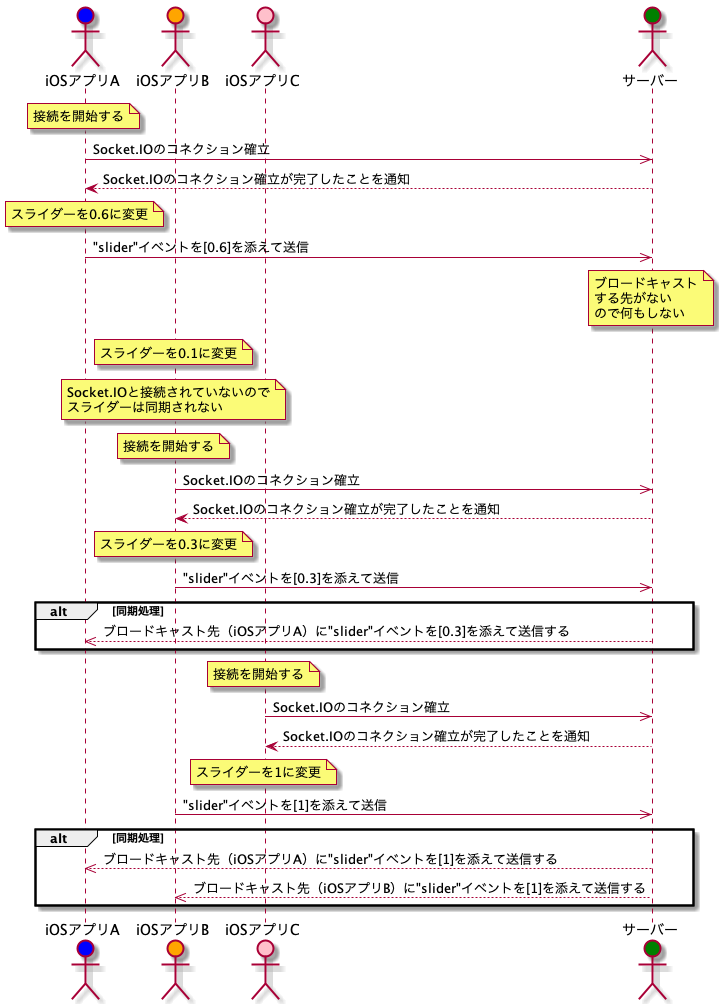 iOSアプリA
iOSアプリB
iOSアプリC
サーバー
接続を開始する
Socket.IOのコネクション確立
Socket.IOのコネクション確立が完了したことを通知
スライダーを0.6に変更
"slider"イベントを[0.6]を添えて送信
ブロードキャスト
する先がない
ので何もしない
スライダーを0.1に変更
Socket.IOと接続されていないので
スライダーは同期されない
接続を開始する
Socket.IOのコネクション確立
Socket.IOのコネクション確立が完了したことを通知
スライダーを0.3に変更
"slider"イベントを[0.3]を添えて送信
alt
[同期処理]
ブロードキャスト先（iOSアプリA）に"slider"イベントを[0.3]を添えて送信する
接続を開始する
Socket.IOのコネクション確立
Socket.IOのコネクション確立が完了したことを通知
スライダーを1に変更
"slider"イベントを[1]を添えて送信
alt
[同期処理]
ブロードキャスト先（iOSアプリA）に"slider"イベントを[1]を添えて送信する
ブロードキャスト先（iOSアプリB）に"slider"イベントを[1]を添えて送信する
iOSアプリA
iOSアプリB
iOSアプリC
サーバー